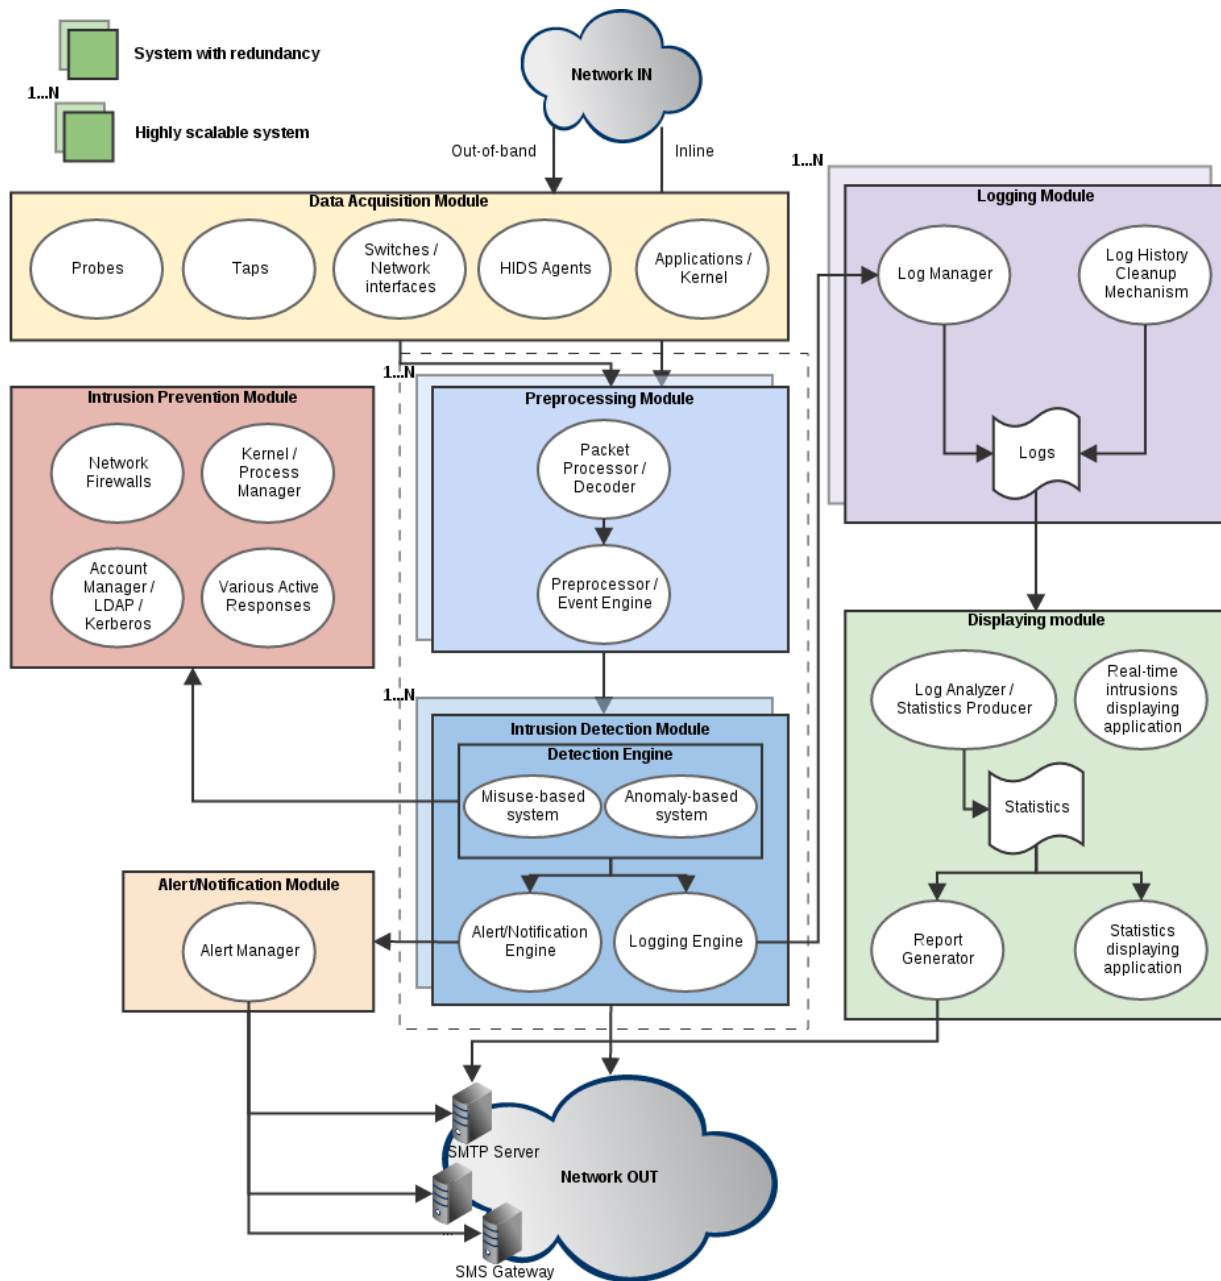 System with redundancy
1...N
Highly scalable system
Network IN
Out-of-band
Inline
Data Acquisition Module
Probes
Taps
Switches /
Network
interfaces
HIDS Agents
Applications /
Kernel
1...N
Logging Module
Log Manager
Log History
Cleanup
Mechanism
Logs
Intrusion Prevention Module
Network
Firewalls
Kernel /
Process
Manager
Account
Manager /
LDAP /
Kerberos
Various Active
Responses
1...N
Preprocessing Module
Packet
Processor /
Decoder
Preprocessor /
Event Engine
1...N
Intrusion Detection Module
Detection Engine
Misuse-based
system
Anomaly-based
system
Alert/Notification
Engine
Logging Engine
Displaying module
Log Analyzer /
Statistics Producer
Real-time
intrusions
displaying
application
Statistics
Report
Generator
Statistics
displaying
application
Alert/Notification Module
Alert Manager
SMTP Server
Network OUT
...
SMS Gateway